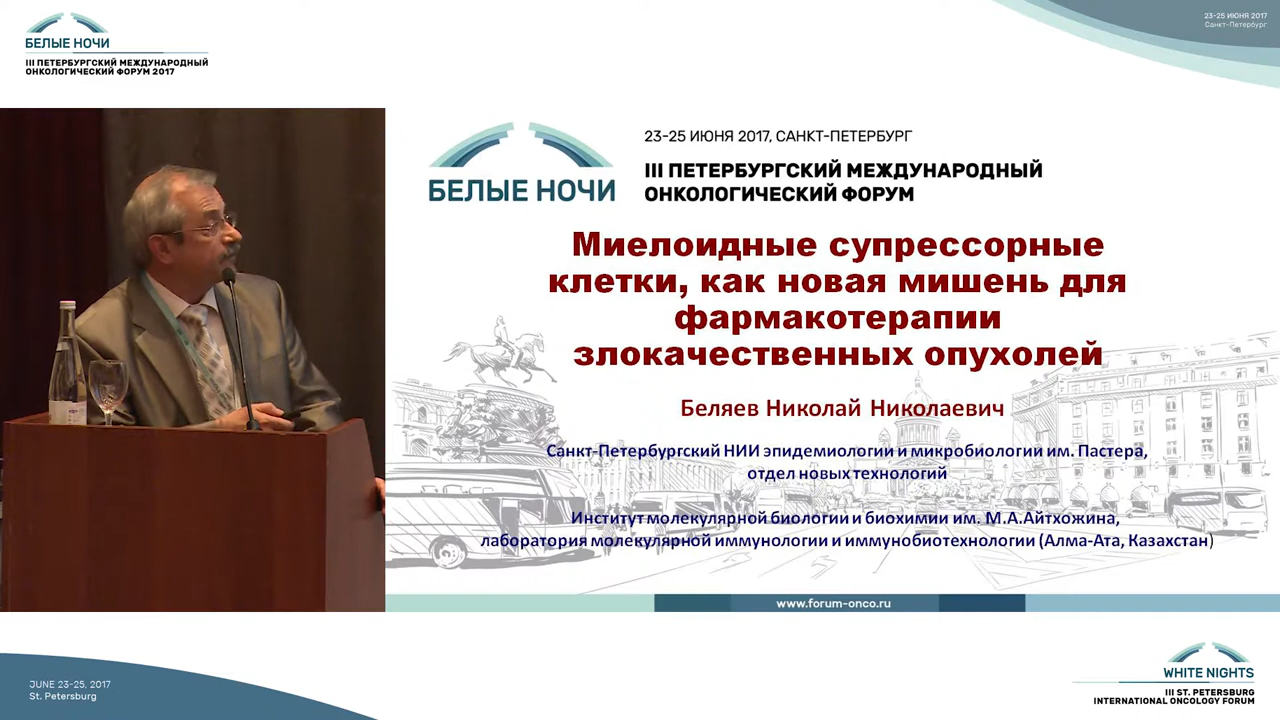 БЕЛЫЕ НОЧИ
III ПЕТЕРБУРГСКИЙ МЕЖДУНАРОДНЫЙ
ОНКОЛОГИЧЕСКИЙ ФОРУМ 2017
23-25 ИЮНЯ 2017
Санкт-Петербург
БЕЛЫЕ НОЧИ
23-25 ИЮНЯ 2017, САНКТ-ПЕТЕРБУРГ
III ПЕТЕРБУРГСКИЙ МЕЖДУНАРОДНЫЙ
ОНКОЛОГИЧЕСКИЙ ФОРУМ
Миелоидные супрессорные
клетки, как новая мишень для
фармакотерапии
злокачественных опухолей
Беляев Николай Николаевич
Санкт-Петербургский НИИ эпидемиологии и микробиологии им. Пастера,
отдел новых технологий
Институт молекулярной биологии и биохимии им. М.А.Айтхожина,
лаборатория молекулярной иммунологии и иммунобиотехнологии (Алма-Ата, Казахстан)
www.forum-onco.ru
JUNE 23-25, 2017
St. Petersburg
WHITE NIGHTS
III ST. PETERSBURG
INTERNATIONAL ONCOLOGY FORUM